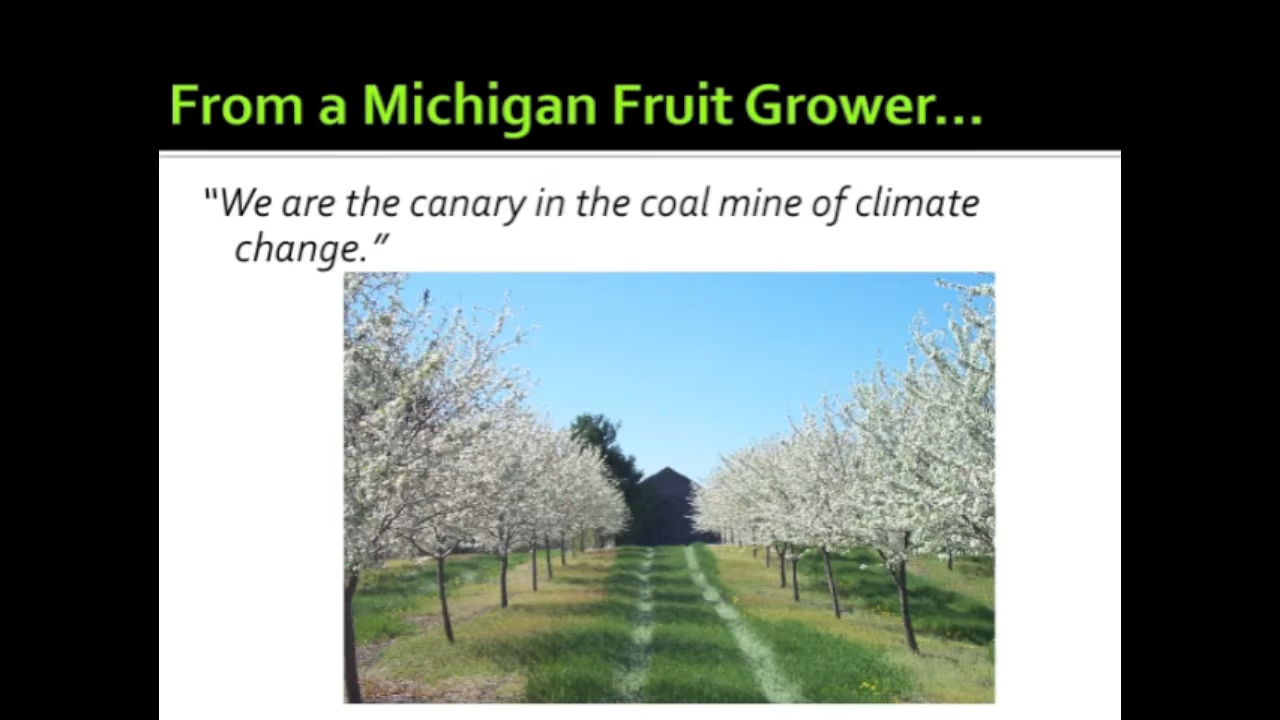 From a Michigan Fruit Grower...
“We are the canary in the coal mine of climate
change.”